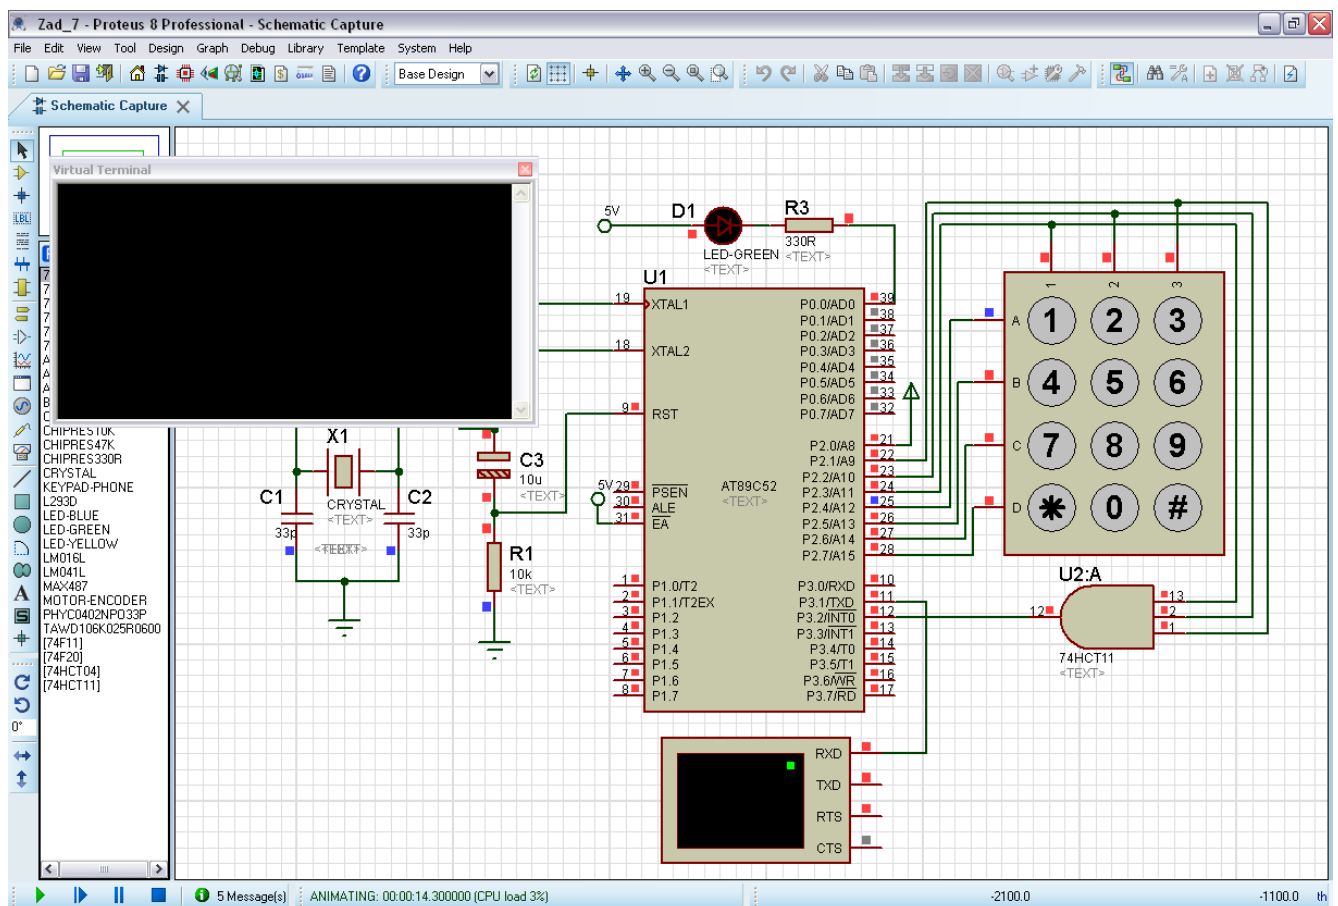 Zad_7 - Proteus 8 Professional - Schematic Capture
File Edit View Tool Design Graph Debug Library Template System Help
Base Design
Schematic Capture
Virtual Terminal
LBL
CHIPRES10K
CHIPRES47K
CHIPRES330R
CRYSTAL
KEYPAD-PHONE
L293D
LED-BLUE
LED-GREEN
LED-YELLOW
LM016L
LM041L
MAX487
MOTOR-ENCODER
PHYC0402NPO33P
TAWD106K025R0600
[74F11]
[74F20]
[74HCT04]
[74HCT11]
0°
5V
D1
LED-GREEN
<TEXT>
R3
330R
<TEXT>
U1
19 XTAL1
18 XTAL2
9 RST
29 PSEN
30 ALE
31 EA
1 P1.0/T2
2 P1.1/T2EX
3 P1.2
4 P1.3
5 P1.4
6 P1.5
7 P1.6
8 P1.7
AT89C52
<TEXT>
P0.0/AD0 39
P0.1/AD1 38
P0.2/AD2 37
P0.3/AD3 36
P0.4/AD4 35
P0.5/AD5 34
P0.6/AD6 33
P0.7/AD7 32
P2.0/A8 21
P2.1/A9 22
P2.2/A10 23
P2.3/A11 24
P2.4/A12 25
P2.5/A13 26
P2.6/A14 27
P2.7/A15 28
P3.0/RXD 10
P3.1/TXD 11
P3.2/INT0 12
P3.3/INT1 13
P3.4/T0 14
P3.5/T1 15
P3.6/WR 16
P3.7/RD 17
X1
CRYSTAL
<TEXT>
C1
33p
C2
33p
C3
10u
<TEXT>
5V
R1
10k
<TEXT>
1 2 3
A 1 2 3
B 4 5 6
C 7 8 9
D * 0 #
U2:A
12
13
2
1
74HCT11
<TEXT>
RXD
TXD
RTS
CTS
5 Message(s)
ANIMATING: 00:00:14.300000 (CPU load 3%)
-2100.0
-1100.0
th